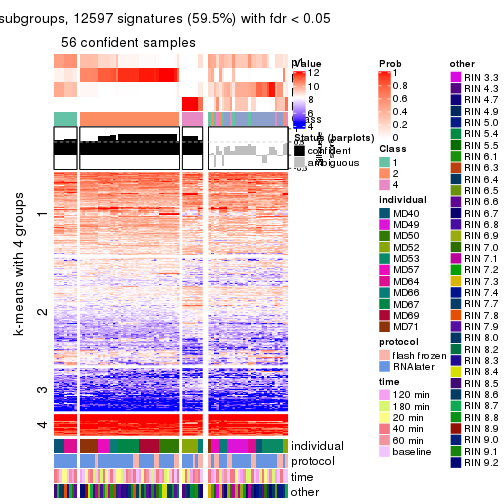 subgroups, 12597 signatures (59.5%) with fdr < 0.05
56 confident samples
k-means with 4 groups
1
2
3
4
Class
Status (barplots)
confident
ambiguous
individual
protocol
time
other
Value
12
10
8
6
4
Prob
1
0.8
0.6
0.4
0.2
0
Class
1
2
4
individual
MD40
MD49
MD50
MD52
MD53
MD57
MD64
MD66
MD67
MD69
MD71
protocol
flash frozen
RNAlater
time
120 min
180 min
20 min
40 min
60 min
baseline
other
RIN 3.3
RIN 4.3
RIN 4.7
RIN 4.9
RIN 5.0
RIN 5.4
RIN 5.5
RIN 6.1
RIN 6.3
RIN 6.4
RIN 6.5
RIN 6.6
RIN 6.7
RIN 6.8
RIN 6.9
RIN 7.0
RIN 7.1
RIN 7.2
RIN 7.3
RIN 7.4
RIN 7.6
RIN 7.7
RIN 7.8
RIN 7.9
RIN 8.0
RIN 8.2
RIN 8.3
RIN 8.4
RIN 8.5
RIN 8.6
RIN 8.7
RIN 8.8
RIN 8.9
RIN 9.0
RIN 9.1
RIN 9.2